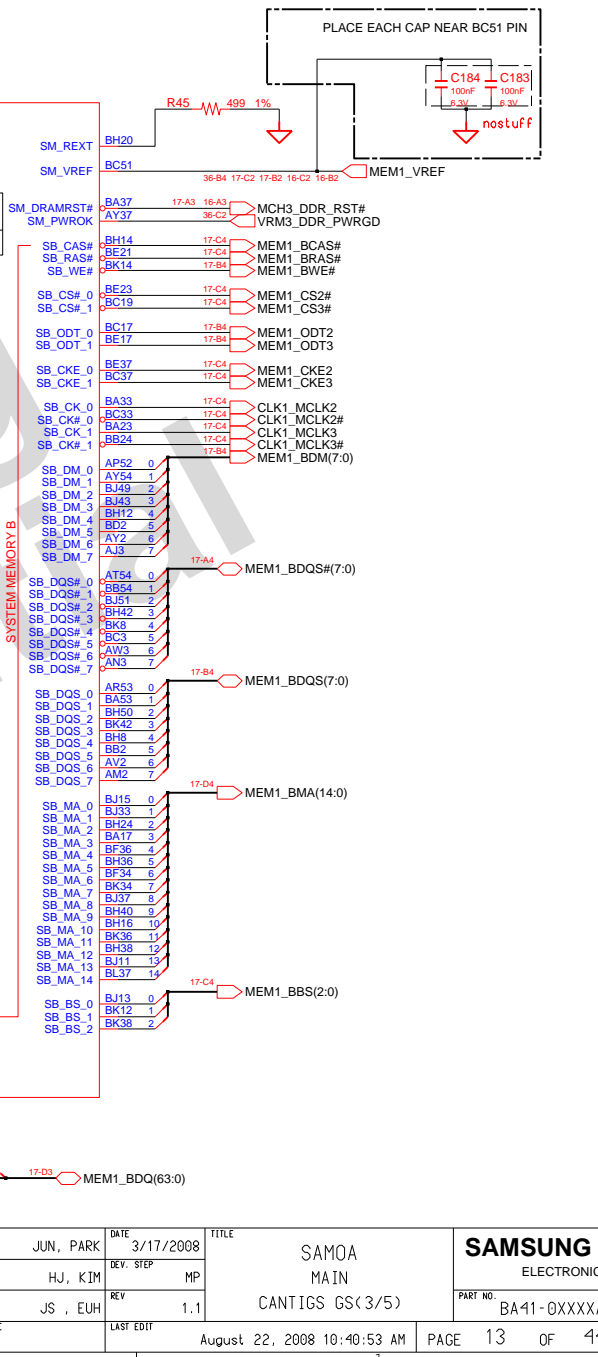 PLACE EACH CAP NEAR BC51 PIN
C184 C183
100nF 100nF
6.3V 6.3V
nostuff
R45 499 1%
SM_REXT BH20
SM_VREF BC51 36-B4 17-C2 17-B2 16-C2 16-B2 MEM1_VREF
SM_DRAMRST# BA37 17-A3 16-A3 MCH3_DDR_RST#
SM_PWROK AY37 36-C2 VRM3_DDR_PWRGD
SB_CAS# BH14 17-C4 MEM1_BCAS#
SB_RAS# BE21 17-C4 MEM1_BRAS#
SB_WE# BK14 17-B4 MEM1_BWE#
SB_CS#_0 BE23 17-C4 MEM1_CS2#
SB_CS#_1 BC19 17-C4 MEM1_CS3#
SB_ODT_0 BC17 17-B4 MEM1_ODT2
SB_ODT_1 BE17 17-B4 MEM1_ODT3
SB_CKE_0 BE37 17-C4 MEM1_CKE2
SB_CKE_1 BC37 17-C4 MEM1_CKE3
SB_CK_0 BA33 17-C4 CLK1_MCLK2
SB_CK#_0 BC33 17-C4 CLK1_MCLK2#
SB_CK_1 BA23 17-C4 CLK1_MCLK3
SB_CK#_1 BB24 17-C4 CLK1_MCLK3#
17-B4 MEM1_BDM(7:0)
SB_DM_0 AP52 0
SB_DM_1 AY54 1
SB_DM_2 BJ49 2
SB_DM_3 BJ43 3
SB_DM_4 BH12 4
SB_DM_5 BD2 5
SB_DM_6 AY2 6
SB_DM_7 AJ3 7
SYSTEM MEMORY B
17-A4 MEM1_BDQS#(7:0)
SB_DQS#_0 AT54 0
SB_DQS#_1 BB54 1
SB_DQS#_2 BJ51 2
SB_DQS#_3 BH42 3
SB_DQS#_4 BK8 4
SB_DQS#_5 BC3 5
SB_DQS#_6 AW3 6
SB_DQS#_7 AN3 7
17-B4 MEM1_BDQS(7:0)
SB_DQS_0 AR53 0
SB_DQS_1 BA53 1
SB_DQS_2 BH50 2
SB_DQS_3 BK42 3
SB_DQS_4 BH8 4
SB_DQS_5 BB2 5
SB_DQS_6 AV2 6
SB_DQS_7 AM2 7
17-D4 MEM1_BMA(14:0)
SB_MA_0 BJ15 0
SB_MA_1 BJ33 1
SB_MA_2 BH24 2
SB_MA_3 BA17 3
SB_MA_4 BF36 4
SB_MA_5 BH36 5
SB_MA_6 BF34 6
SB_MA_7 BK34 7
SB_MA_8 BJ37 8
SB_MA_9 BH40 9
SB_MA_10 BH16 10
SB_MA_11 BK36 11
SB_MA_12 BH38 12
SB_MA_13 BJ11 13
SB_MA_14 BL37 14
17-C4 MEM1_BBS(2:0)
SB_BS_0 BJ13 0
SB_BS_1 BK12 1
SB_BS_2 BK38 2
17-D3 MEM1_BDQ(63:0)
JUN, PARK DATE 3/17/2008 TITLE SAMOA SAMSUNG
HJ, KIM DEV. STEP MP MAIN ELECTRONIC
JS , EUH REV 1.1 CANTIGS GS(3/5) PART NO. BA41-0XXXX
LAST EDIT August 22, 2008 10:40:53 AM PAGE 13 OF 4